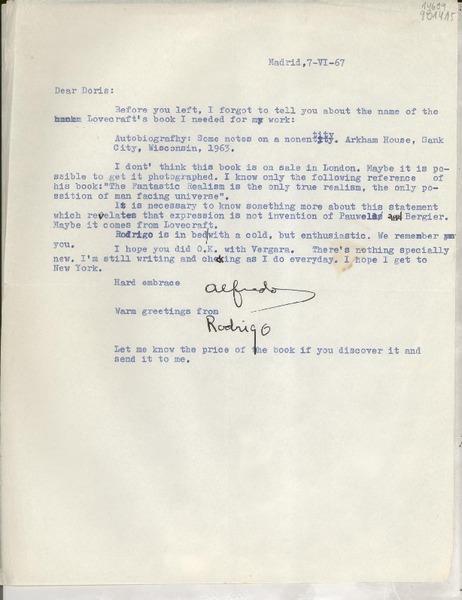 14689
981415
Madrid,7-VI-67
Dear Doris:
Before you left, I forgot to tell you about the name of the
Lovecraft's book I needed for my work:
Autobiografhy: Some notes on a nonentity. Arkham House, Sank
City, Wisconsin, 1963.
I dont' think this book is on sale in London. Maybe it is po-
ssible to get it photographed. I know only the following reference of
his book:"The Fantastic Realism is the only true realism, the only po-
sition of man facing universe".
It is necessary to know something more about this statement
which revelates that expression is not invention of Pauwels and Bergier.
Maybe it comes from Lovecraft.
Rodrigo is in bed with a cold, but enthusiastic. We remember
you.
I hope you did O.K. with Vergara. There's nothing specially
new. I'm still writing and chekking as I do everyday. I hope I get to
New York.
Hard embrace
Alfredo
Warm greetings from
Rodrigo
Let me know the price of the book if you discover it and
send it to me.